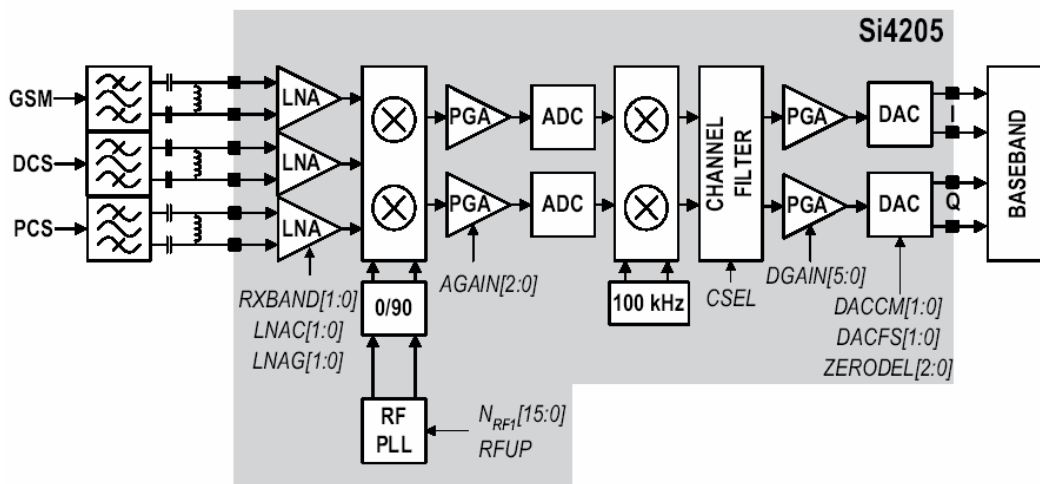 Si4205
GSM
DCS
PCS
LNA
LNA
LNA
PGA
PGA
ADC
ADC
CHANNEL
FILTER
PGA
PGA
DAC
DAC
I
Q
BASEBAND
RXBAND[1:0]
LNAC[1:0]
LNAG[1:0]
0/90
AGAIN[2:0]
100 kHz
CSEL
DGAIN[5:0]
DACCM[1:0]
DACFS[1:0]
ZERODEL[2:0]
RF
PLL
NRF1[15:0]
RFUP